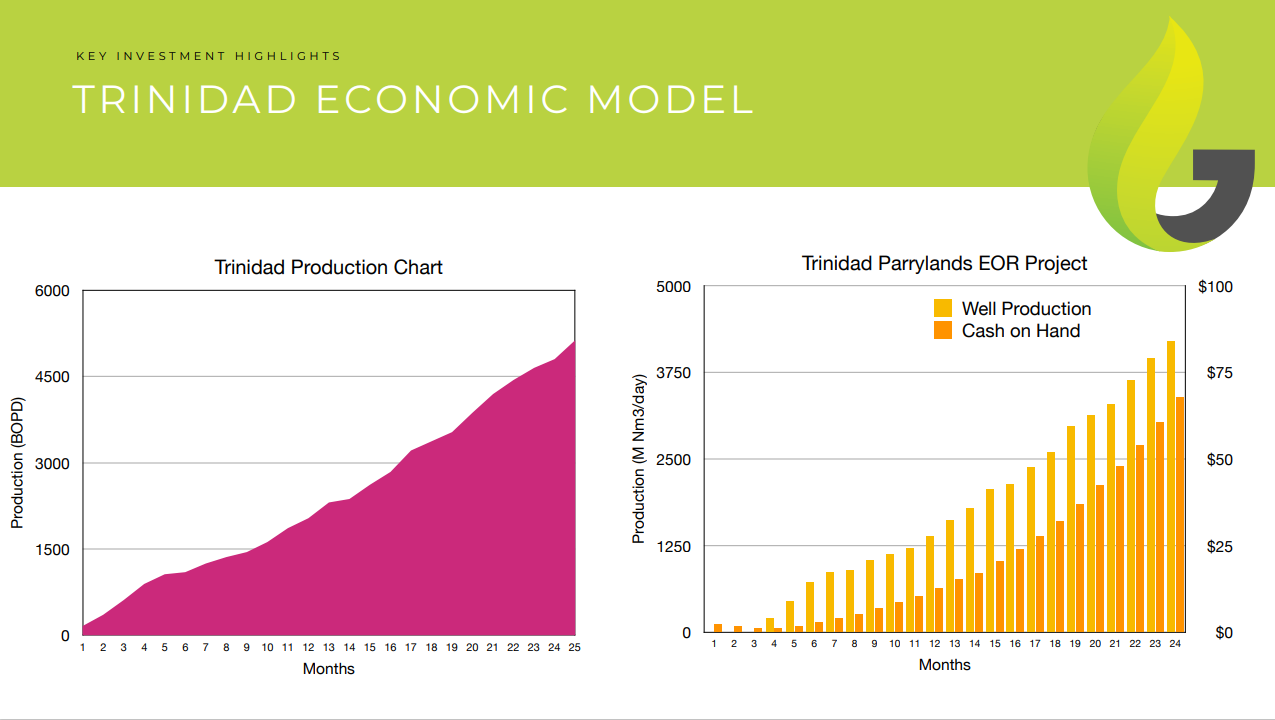 KEY INVESTMENT HIGHLIGHTS
TRINIDAD ECONOMIC MODEL
Trinidad Production Chart
6000
4500
3000
1500
0
Production (BOPD)
1 2 3 4 5 6 7 8 9 10 11 12 13 14 15 16 17 18 19 20 21 22 23 24 25
Months
Trinidad Parrylands EOR Project
5000
3750
2500
1250
0
Production (M Nm3/day)
Well Production
Cash on Hand
$100
$75
$50
$25
$0
1 2 3 4 5 6 7 8 9 10 11 12 13 14 15 16 17 18 19 20 21 22 23 24
Months